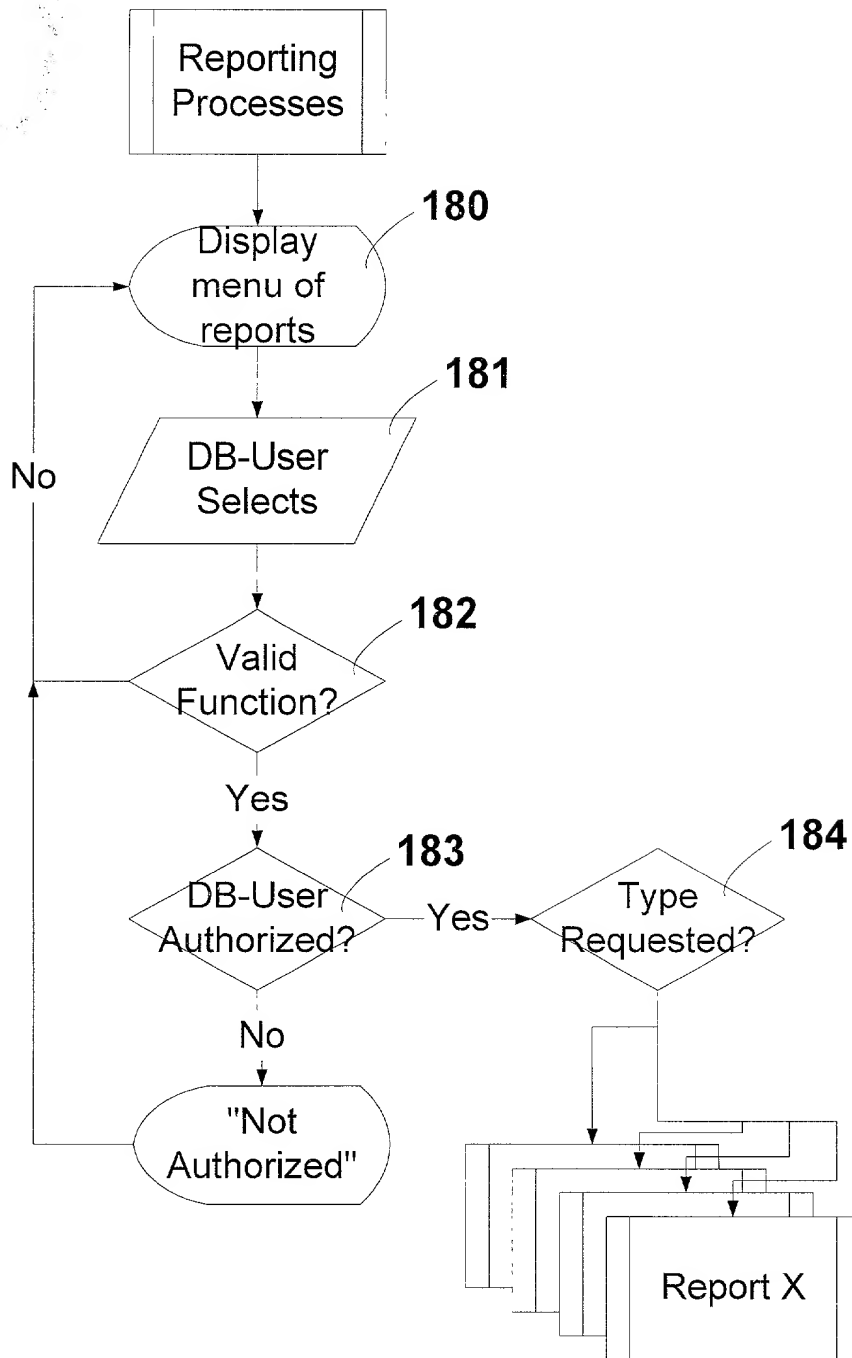 Reporting
Processes
180
Display
menu of
reports
181
DB-User
Selects
No
182
Valid
Function?
Yes
183
DB-User
Authorized?
Yes
184
Type
Requested?
No
"Not
Authorized"
Report X